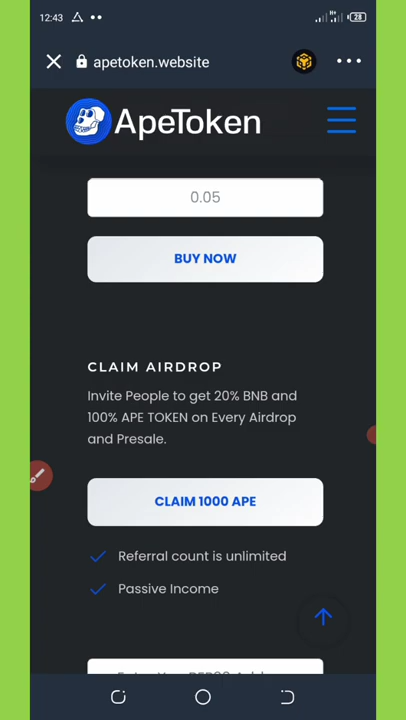 12:43
28
apetoken.website
ApeToken
0.05
BUY NOW
CLAIM AIRDROP
Invite People to get 20% BNB and
100% APE TOKEN on Every Airdrop
and Presale.
CLAIM 1000 APE
Referral count is unlimited
Passive Income